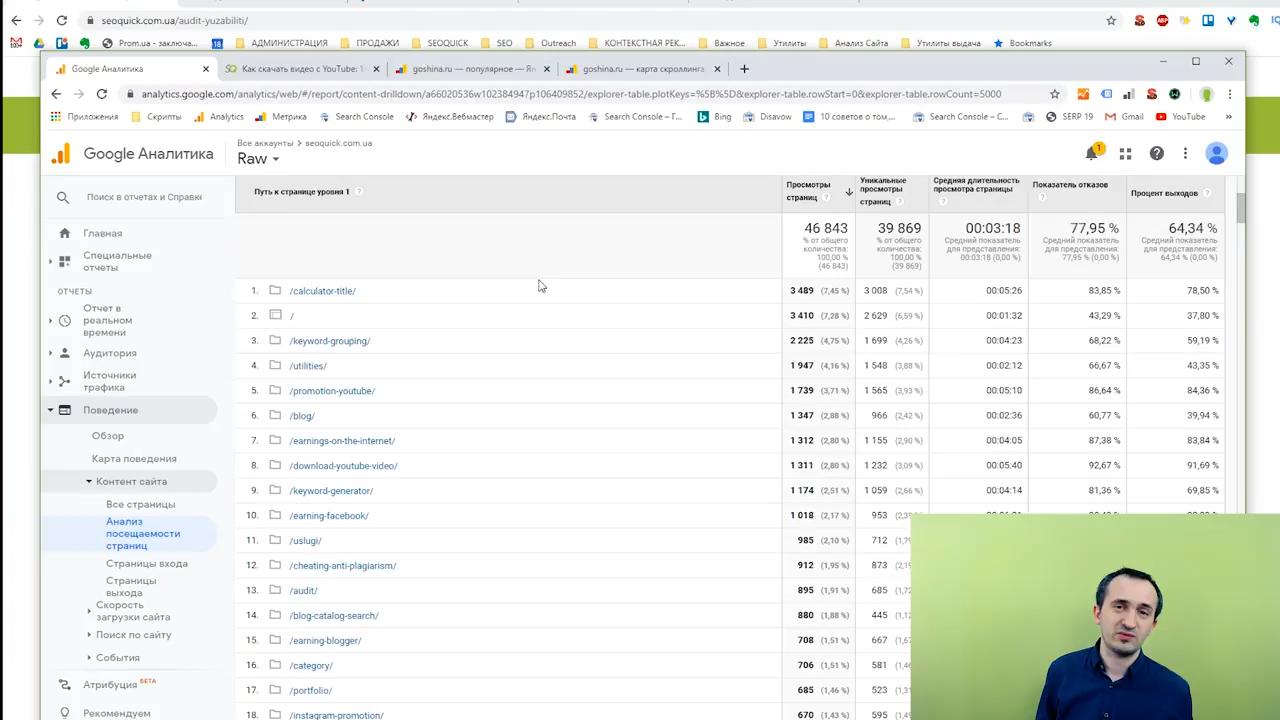 seoquick.com.ua/audit-yuzabiliti/
Prom.ua - заключа...
18
АДМИНИСТРАЦИЯ
ПРОДАЖИ
SEOQUICK
SEO
Outreach
КОНТЕКСТНАЯ РЕК...
Важное
Утилиты
Анализ Сайта
Утилиты выдача
Bookmarks
Google Аналитика
Как скачать видео с YouTube: 1
goshina.ru — популярное — Ян
goshina.ru — карта скроллинга
analytics.google.com/analytics/web/#/report/content-drilldown/a66020536w102384947p106409852/explorer-table.plotKeys=%5B%5D&explorer-table.rowStart=0&explorer-table.rowCount=5000
Приложения
Скрипты
Analytics
Метрика
Search Console
Яндекс.Вебмастер
Яндекс.Почта
Search Console – Г...
Bing
Disavow
10 советов о том,...
Search Console – С...
SERP 19
Gmail
YouTube
»
Google Аналитика
Все аккаунты > seoquick.com.ua
Raw
1
Поиск в отчетах и Справке
Главная
Специальные
отчеты
ОТЧЕТЫ
Отчет в
реальном
времени
Аудитория
Источники
трафика
Поведение
Обзор
Карта поведения
Контент сайта
Все страницы
Анализ
посещаемости
страниц
Страницы входа
Страницы
выхода
Скорость
загрузки сайта
Поиск по сайту
События
Атрибуция БЕТА
Рекомендуем
Путь к странице уровня 1
Просмотры
страниц
Уникальные
просмотры
страниц
Средняя длительность
просмотра страницы
Показатель отказов
Процент выходов
46 843
% от общего
количества:
100,00 %
(46 843)
39 869
% от общего
количества:
100,00 %
(39 869)
00:03:18
Средний показатель
для представления:
00:03:18 (0,00 %)
77,95 %
Средний показатель
для представления:
77,95 % (0,00 %)
64,34 %
Средний показатель
для представления:
64,34 % (0,00 %)
1. /calculator-title/ 3 489 (7,45 %) 3 008 (7,54 %) 00:05:26 83,85 % 78,50 %
2. / 3 410 (7,28 %) 2 629 (6,59 %) 00:01:32 43,29 % 37,80 %
3. /keyword-grouping/ 2 225 (4,75 %) 1 699 (4,26 %) 00:04:23 68,22 % 59,19 %
4. /utilities/ 1 947 (4,16 %) 1 548 (3,88 %) 00:02:12 66,67 % 43,35 %
5. /promotion-youtube/ 1 739 (3,71 %) 1 565 (3,93 %) 00:05:10 86,64 % 84,36 %
6. /blog/ 1 347 (2,88 %) 966 (2,42 %) 00:02:36 60,77 % 39,94 %
7. /earnings-on-the-internet/ 1 312 (2,80 %) 1 155 (2,90 %) 00:04:05 87,38 % 83,84 %
8. /download-youtube-video/ 1 311 (2,80 %) 1 232 (3,09 %) 00:05:40 92,67 % 91,69 %
9. /keyword-generator/ 1 174 (2,51 %) 1 059 (2,66 %) 00:04:14 81,36 % 69,85 %
10. /earning-facebook/ 1 018 (2,17 %) 953
11. /uslugi/ 985 (2,10 %) 712
12. /cheating-anti-plagiarism/ 912 (1,95 %) 873
13. /audit/ 895 (1,91 %) 685
14. /blog-catalog-search/ 880 (1,88 %) 445
15. /earning-blogger/ 708 (1,51 %) 667
16. /category/ 706 (1,51 %) 581
17. /portfolio/ 685 (1,46 %) 523
18. /instagram-promotion/ 670 (1,43 %) 595